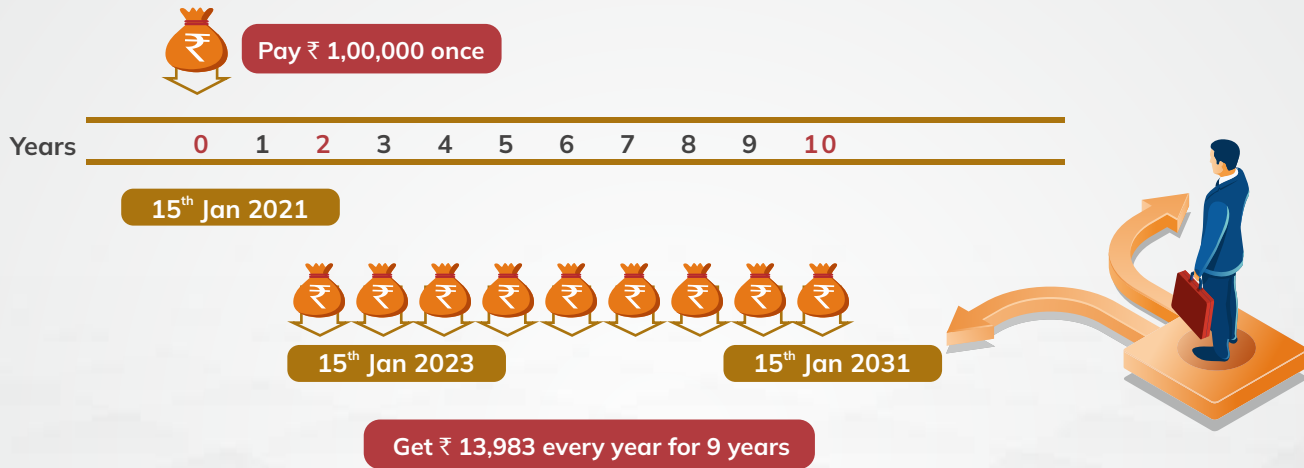 ₹
Pay ₹ 1,00,000 once
Years 0 1 2 3 4 5 6 7 8 9 10
15th Jan 2021
₹ ₹ ₹ ₹ ₹ ₹ ₹ ₹ ₹
15th Jan 2023
15th Jan 2031
Get ₹ 13,983 every year for 9 years